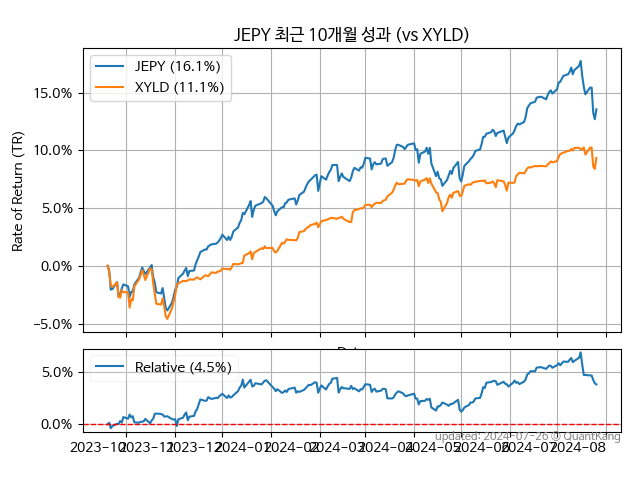 JEPY 최근 10개월 성과 (vs XYLD)
Rate of Return (TR)
JEPY (16.1%)
XYLD (11.1%)
15.0%
10.0%
5.0%
0.0%
−5.0%
Relative (4.5%)
5.0%
0.0%
updated: 2024-07-26 © QuantKang
2023-10 2023-11 2023-12 2024-01 2024-02 2024-03 2024-04 2024-05 2024-06 2024-07 2024-08